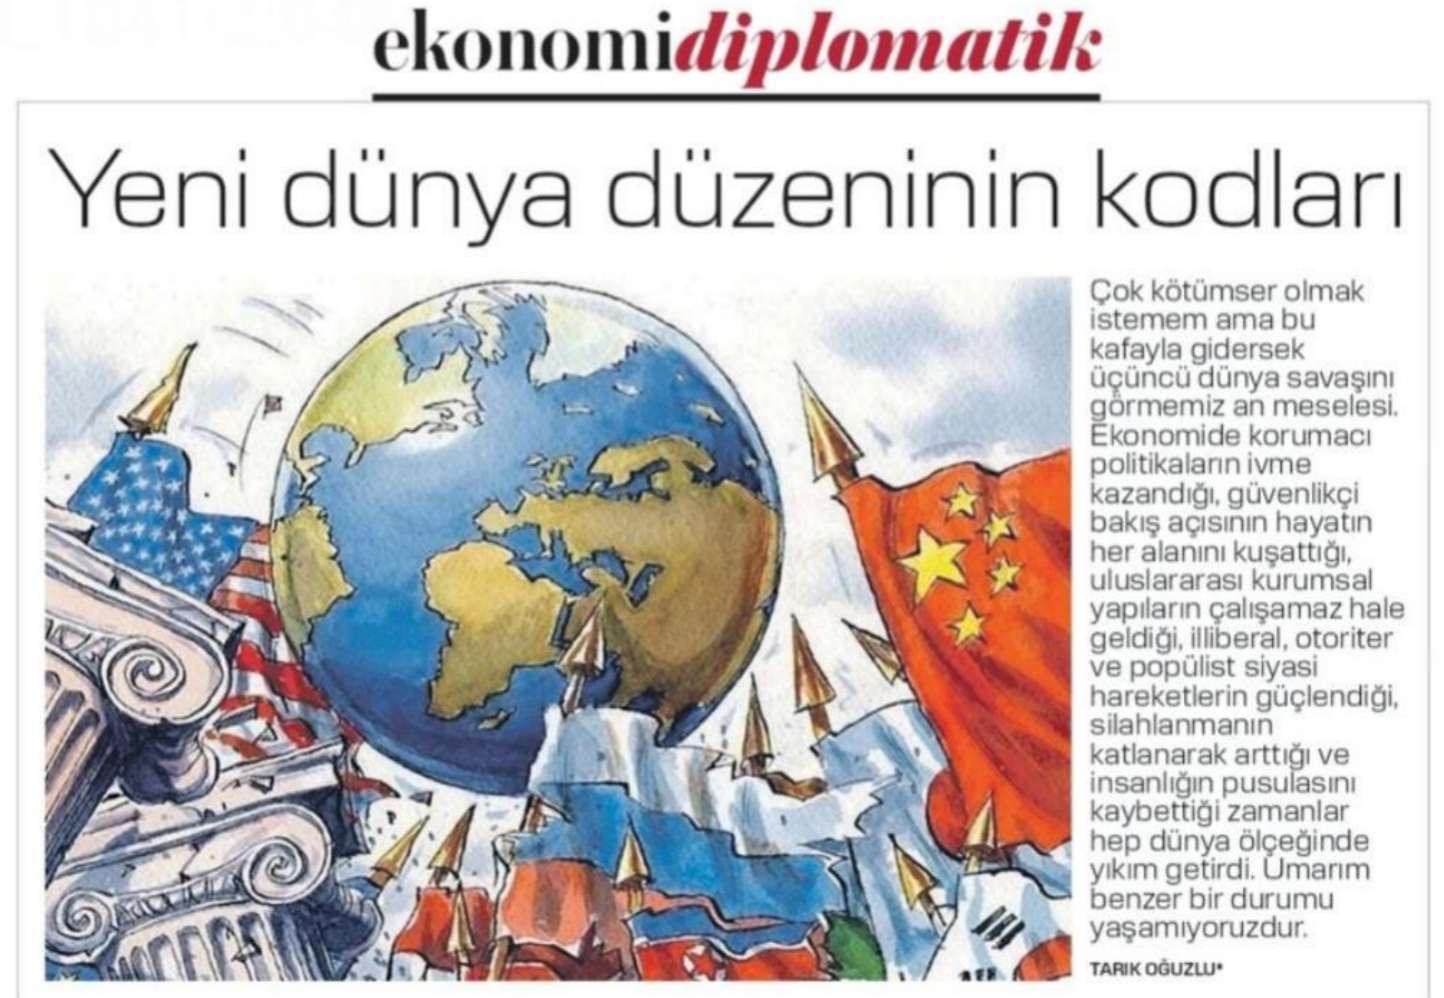 ekonomidiplomatik
Yeni dünya düzeninin kodları
Çok kötümser olmak
istemem ama bu
kafayla gidersek
üçüncü dünya savaşını
görmemiz an meselesi.
Ekonomide korumacı
politikaların ivme
kazandığı, güvenlikçi
bakış açısının hayatın
her alanını kuşattığı,
uluslararası kurumsal
yapıların çalışamaz hale
geldiği, illiberal, otoriter
ve popülist siyasi
hareketlerin güçlendiği,
silahlanmanın
katlanarak arttığı ve
insanlığın pusulasını
kaybettiği zamanlar
hep dünya ölçeğinde
yıkım getirdi. Umarım
benzer bir durumu
yaşamıyoruzdur.
TARIK OĞUZLU*